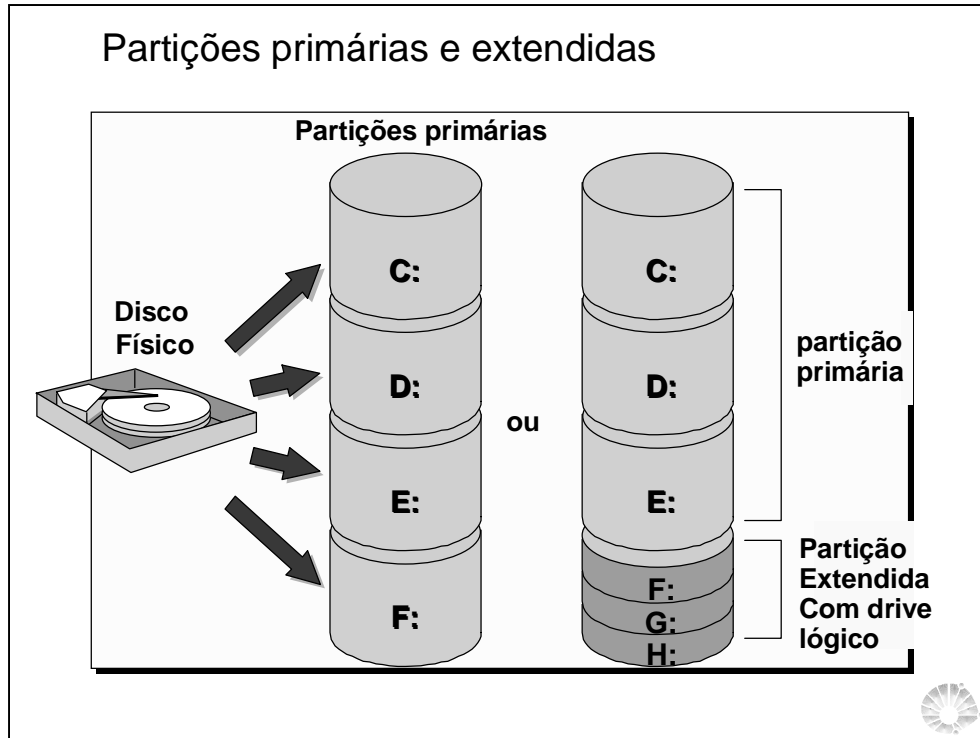 Partições primárias e extendidas
Partições primárias
Disco
Físico
C:
D:
E:
F:
ou
C:
D:
E:
F:
G:
H:
partição
primária
Partição
Extendida
Com drive
lógico